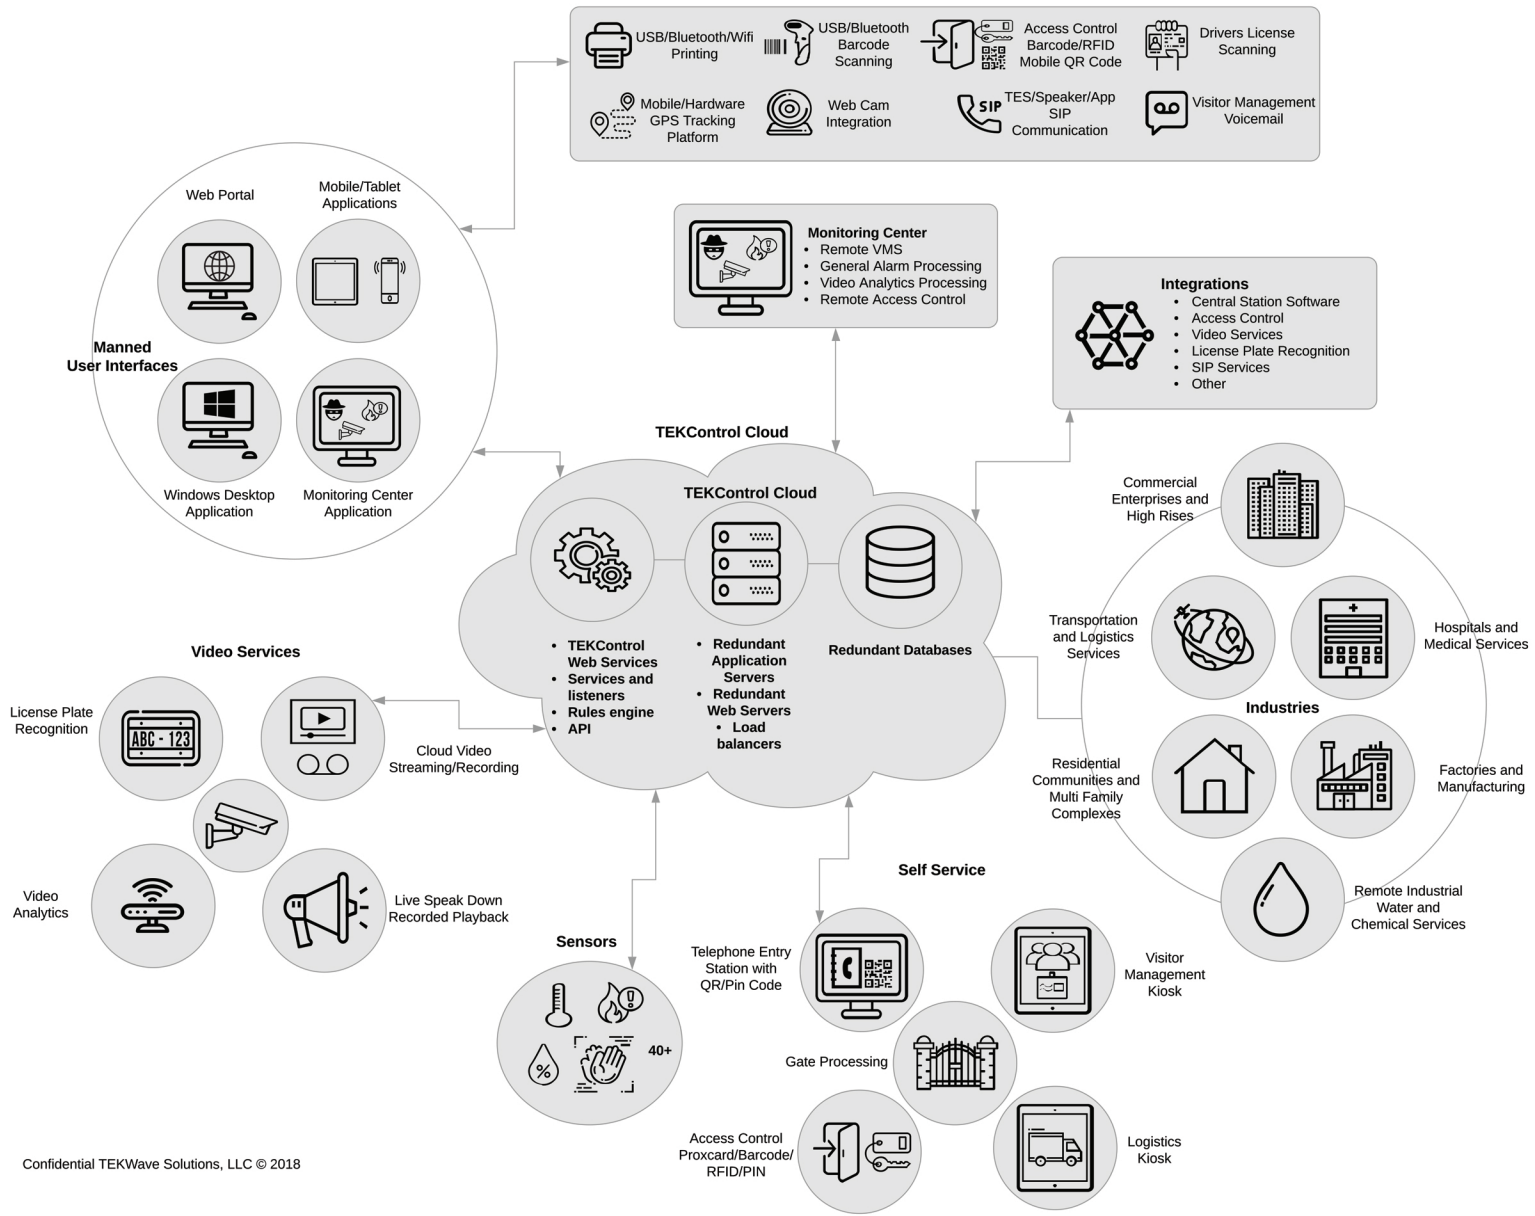 USB/Bluetooth/Wifi
Printing
USB/Bluetooth
Barcode
Scanning
Access Control
Barcode/RFID
Mobile QR Code
Drivers License
Scanning
Mobile/Hardware
GPS Tracking
Platform
Web Cam
Integration
SIP
TES/Speaker/App
SIP
Communication
Visitor Management
Voicemail
Web Portal
Mobile/Tablet
Applications
Manned
User Interfaces
Windows Desktop
Application
Monitoring Center
Application
Monitoring Center
• Remote VMS
• General Alarm Processing
• Video Analytics Processing
• Remote Access Control
Integrations
• Central Station Software
• Access Control
• Video Services
• License Plate Recognition
• SIP Services
• Other
TEKControl Cloud
TEKControl Cloud
• TEKControl
Web Services
• Services and
listeners
• Rules engine
• API
• Redundant
Application
Servers
• Redundant
Web Servers
• Load
balancers
Redundant Databases
Commercial
Enterprises and
High Rises
Transportation
and Logistics
Services
Hospitals and
Medical Services
Industries
Residential
Communities and
Multi Family
Complexes
Factories and
Manufacturing
Remote Industrial
Water and
Chemical Services
Video Services
License Plate
Recognition
ABC - 123
Cloud Video
Streaming/Recording
Video
Analytics
Live Speak Down
Recorded Playback
Sensors
40+
%
Self Service
Telephone Entry
Station with
QR/Pin Code
Visitor
Management
Kiosk
Gate Processing
Access Control
Proxcard/Barcode/
RFID/PIN
Logistics
Kiosk
Confidential TEKWave Solutions, LLC © 2018